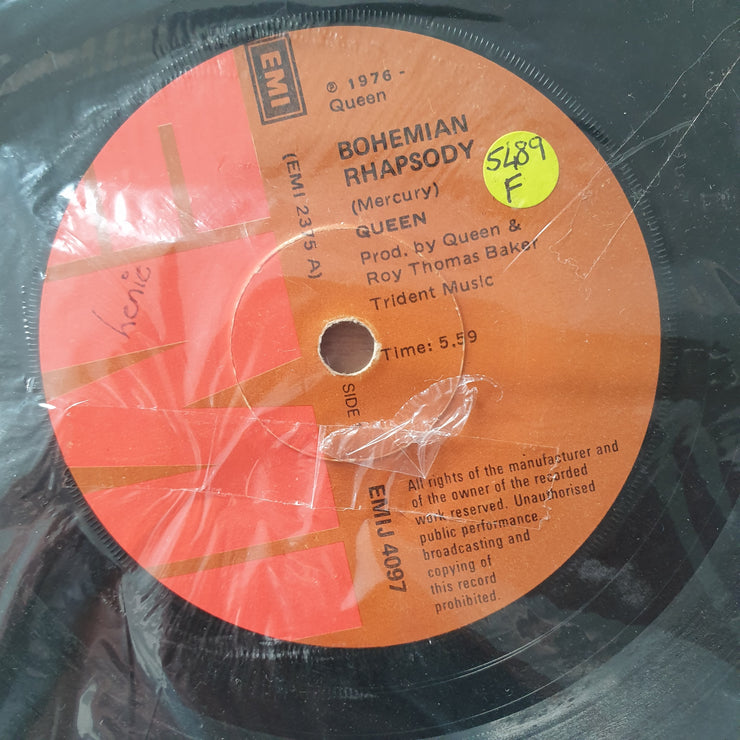 EMI
℗ 1976 -
Queen
BOHEMIAN
RHAPSODY
(Mercury)
QUEEN
Prod. by Queen &
Roy Thomas Baker
Trident Music
Time: 5.59
(EMI 2375 A)
5489
F
henie
SIDE
EMIJ 4097
All rights of the manufacturer and
of the owner of the recorded
work reserved. Unauthorised
public performance
broadcasting and
copying of
this record
prohibited.